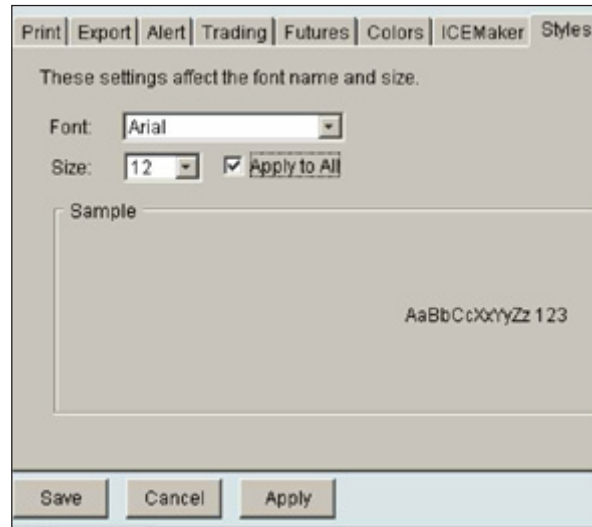 Print Export Alert Trading Futures Colors ICEMaker Styles
These settings affect the font name and size.
Font: Arial
Size: 12 Apply to All
Sample
AaBbCcXxYyZz 123
Save Cancel Apply